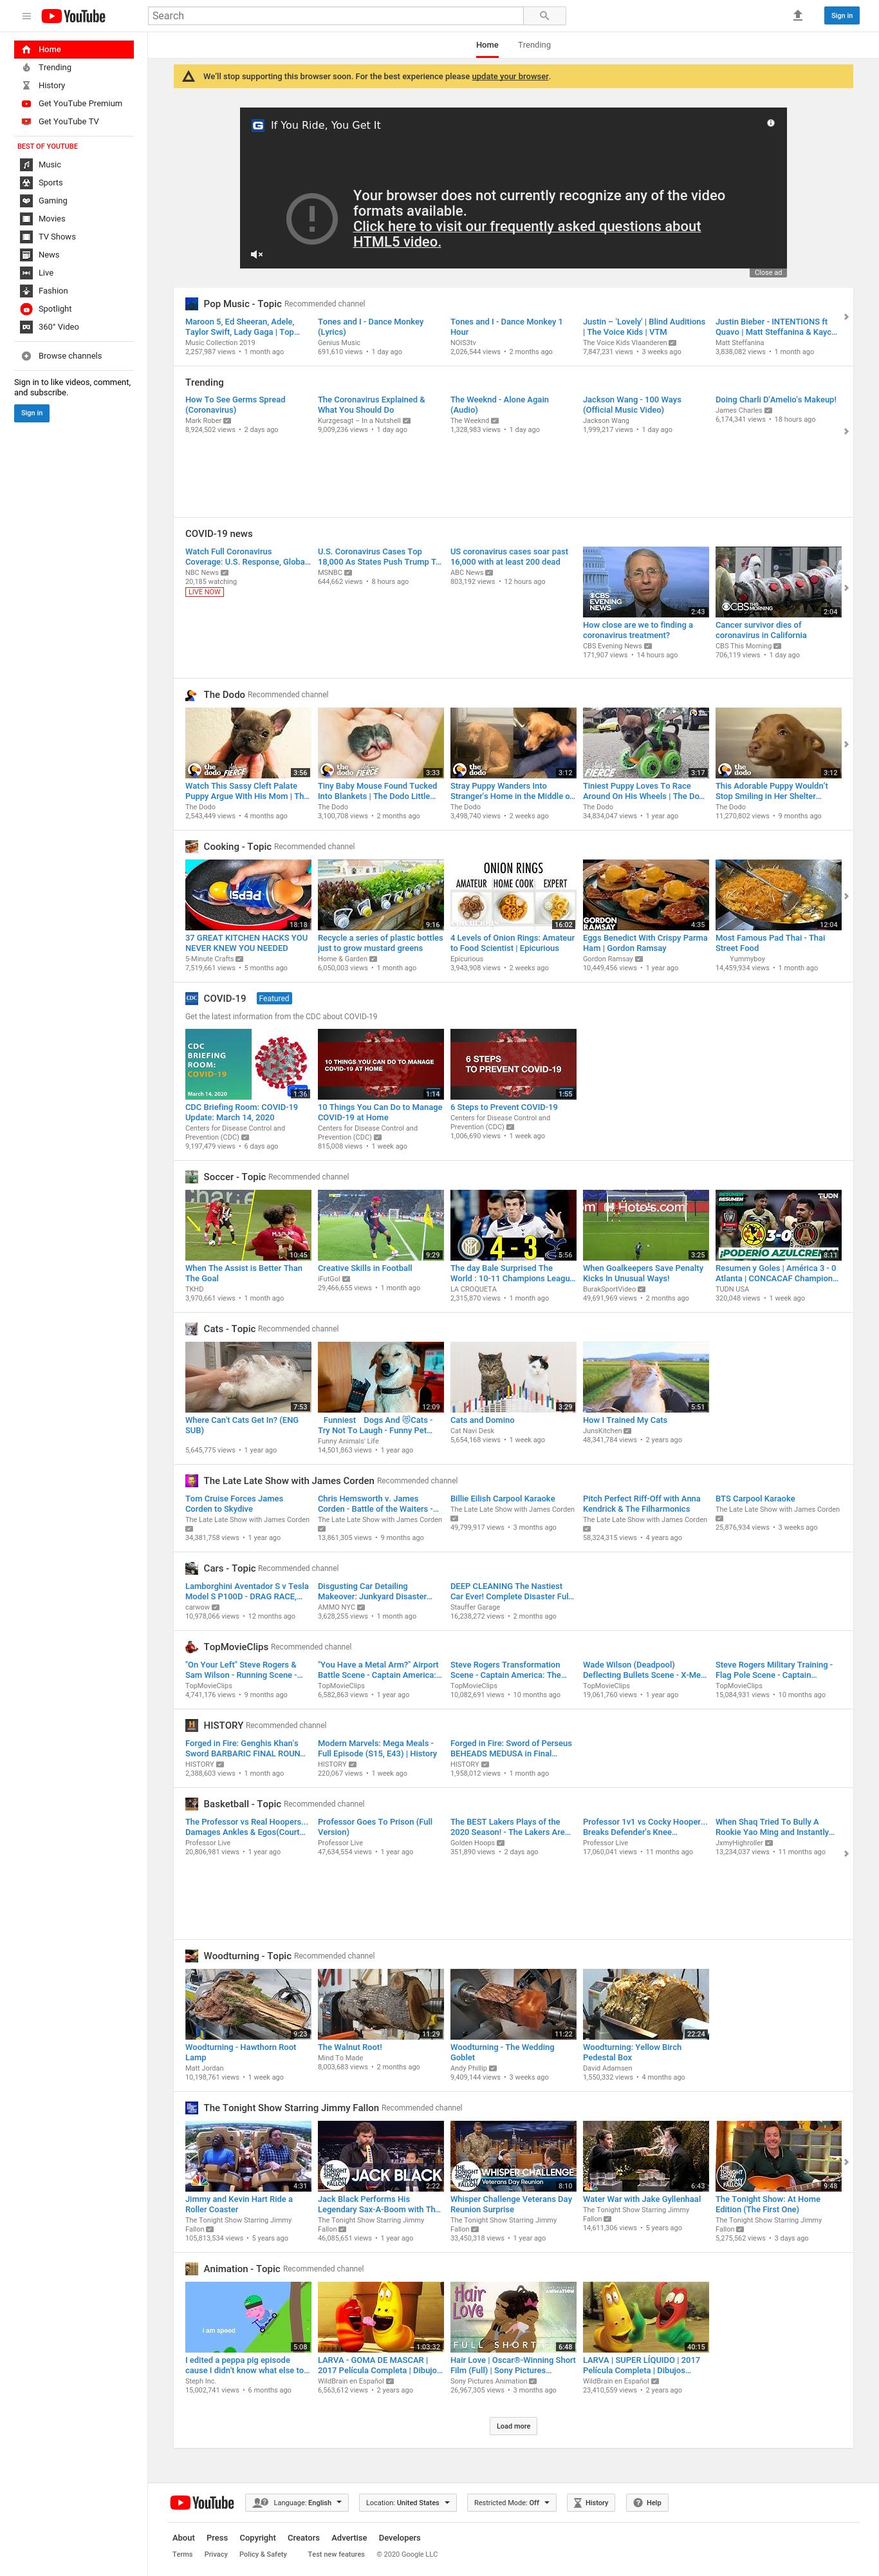 YouTube
Search
Sign in
Home
Trending
History
Get YouTube Premium
Get YouTube TV
BEST OF YOUTUBE
Music
Sports
Gaming
Movies
TV Shows
News
Live
Fashion
Spotlight
360° Video
Browse channels
Sign in to like videos, comment,
and subscribe.
Sign in
Home Trending
We'll stop supporting this browser soon. For the best experience please update your browser.
If You Ride, You Get It
Your browser does not currently recognize any of the video
formats available.
Click here to visit our frequently asked questions about
HTML5 video.
Close ad
Pop Music - Topic Recommended channel
Maroon 5, Ed Sheeran, Adele,
Taylor Swift, Lady Gaga | Top...
Music Collection 2019
2,257,987 views • 1 month ago
Tones and I - Dance Monkey
(Lyrics)
Genius Music
691,610 views • 1 day ago
Tones and I - Dance Monkey 1
Hour
NOIS3tv
2,026,544 views • 2 months ago
Justin – 'Lovely' | Blind Auditions
| The Voice Kids | VTM
The Voice Kids Vlaanderen
7,847,231 views • 3 weeks ago
Justin Bieber - INTENTIONS ft
Quavo | Matt Steffanina & Kayc...
Matt Steffanina
3,838,082 views • 1 month ago
Trending
How To See Germs Spread
(Coronavirus)
Mark Rober
8,924,502 views • 2 days ago
The Coronavirus Explained &
What You Should Do
Kurzgesagt – In a Nutshell
9,009,236 views • 1 day ago
The Weeknd - Alone Again
(Audio)
The Weeknd
1,328,983 views • 1 day ago
Jackson Wang - 100 Ways
(Official Music Video)
Jackson Wang
1,999,217 views • 1 day ago
Doing Charli D'Amelio's Makeup!
James Charles
6,174,341 views • 18 hours ago
COVID-19 news
Watch Full Coronavirus
Coverage: U.S. Response, Globa...
NBC News
20,185 watching
LIVE NOW
U.S. Coronavirus Cases Top
18,000 As States Push Trump T...
MSNBC
644,662 views • 8 hours ago
US coronavirus cases soar past
16,000 with at least 200 dead
ABC News
803,192 views • 12 hours ago
CBS EVENING NEWS
2:43
How close are we to finding a
coronavirus treatment?
CBS Evening News
171,907 views • 14 hours ago
CBS THIS MORNING
2:04
Cancer survivor dies of
coronavirus in California
CBS This Morning
706,119 views • 1 day ago
The Dodo Recommended channel
the dodo FIERCE
3:56
Watch This Sassy Cleft Palate
Puppy Argue With His Mom | Th...
The Dodo
2,543,449 views • 4 months ago
the dodo FIERCE
3:33
Tiny Baby Mouse Found Tucked
Into Blankets | The Dodo Little...
The Dodo
3,100,708 views • 2 months ago
the dodo
3:12
Stray Puppy Wanders Into
Stranger's Home in the Middle o...
The Dodo
3,498,740 views • 2 weeks ago
FIERCE
3:17
Tiniest Puppy Loves To Race
Around On His Wheels | The Do...
The Dodo
34,834,047 views • 1 year ago
the dodo
3:12
This Adorable Puppy Wouldn't
Stop Smiling in Her Shelter...
The Dodo
11,270,802 views • 9 months ago
Cooking - Topic Recommended channel
PEPSI
18:18
37 GREAT KITCHEN HACKS YOU
NEVER KNEW YOU NEEDED
5-Minute Crafts
7,519,661 views • 5 months ago
9:16
Recycle a series of plastic bottles
just to grow mustard greens
Home & Garden
6,050,003 views • 1 month ago
ONION RINGS
AMATEUR HOME COOK EXPERT
16:02
4 Levels of Onion Rings: Amateur
to Food Scientist | Epicurious
Epicurious
3,943,908 views • 2 weeks ago
GORDON RAMSAY
4:35
Eggs Benedict With Crispy Parma
Ham | Gordon Ramsay
Gordon Ramsay
10,449,456 views • 1 year ago
12:04
Most Famous Pad Thai - Thai
Street Food
Yummyboy
14,459,934 views • 1 month ago
CDC
COVID-19 Featured
Get the latest information from the CDC about COVID-19
CDC
BRIEFING
ROOM:
COVID-19
March 14, 2020
1:36
CDC Briefing Room: COVID-19
Update: March 14, 2020
Centers for Disease Control and
Prevention (CDC)
9,197,479 views • 6 days ago
10 THINGS YOU CAN DO TO MANAGE
COVID-19 AT HOME
1:14
10 Things You Can Do to Manage
COVID-19 at Home
Centers for Disease Control and
Prevention (CDC)
815,008 views • 1 week ago
6 STEPS
TO PREVENT COVID-19
1:55
6 Steps to Prevent COVID-19
Centers for Disease Control and
Prevention (CDC)
1,006,690 views • 1 week ago
Soccer - Topic Recommended channel
10:45
When The Assist is Better Than
The Goal
TKHD
3,970,661 views • 1 month ago
9:29
Creative Skills in Football
iFutGol
29,466,655 views • 1 month ago
4 - 3
5:56
The day Bale Surprised The
World : 10-11 Champions Leagu...
LA CROQUETA
2,315,870 views • 1 month ago
om Hotels.com
3:25
When Goalkeepers Save Penalty
Kicks In Unusual Ways!
BurakSportVideo
49,691,969 views • 2 months ago
RESUMEN RESUMEN
TUDN
3-0
¡PODERÍO AZULCREMA!
8:11
Resumen y Goles | América 3 - 0
Atlanta | CONCACAF Champion...
TUDN USA
320,048 views • 1 week ago
Cats - Topic Recommended channel
7:53
Where Can't Cats Get In? (ENG
SUB)
5,645,775 views • 1 year ago
12:09
Funniest Dogs And 😻Cats -
Try Not To Laugh - Funny Pet...
Funny Animals' Life
14,501,863 views • 1 year ago
3:29
Cats and Domino
Cat Navi Desk
5,654,168 views • 1 week ago
5:51
How I Trained My Cats
JunsKitchen
48,341,784 views • 2 years ago
The Late Late Show with James Corden Recommended channel
Tom Cruise Forces James
Corden to Skydive
The Late Late Show with James Corden
34,381,758 views • 1 year ago
Chris Hemsworth v. James
Corden - Battle of the Waiters -...
The Late Late Show with James Corden
13,861,305 views • 9 months ago
Billie Eilish Carpool Karaoke
The Late Late Show with James Corden
49,799,917 views • 3 months ago
Pitch Perfect Riff-Off with Anna
Kendrick & The Filharmonics
The Late Late Show with James Corden
58,324,315 views • 4 years ago
BTS Carpool Karaoke
The Late Late Show with James Corden
25,876,934 views • 3 weeks ago
Cars - Topic Recommended channel
Lamborghini Aventador S v Tesla
Model S P100D - DRAG RACE,...
carwow
10,978,066 views • 12 months ago
Disgusting Car Detailing
Makeover: Junkyard Disaster...
AMMO NYC
3,628,255 views • 1 month ago
DEEP CLEANING The Nastiest
Car Ever! Complete Disaster Ful...
Stauffer Garage
16,238,272 views • 2 months ago
TopMovieClips Recommended channel
"On Your Left" Steve Rogers &
Sam Wilson - Running Scene -...
TopMovieClips
4,741,176 views • 9 months ago
"You Have a Metal Arm?" Airport
Battle Scene - Captain America:...
TopMovieClips
6,582,863 views • 1 year ago
Steve Rogers Transformation
Scene - Captain America: The...
TopMovieClips
10,082,691 views • 10 months ago
Wade Wilson (Deadpool)
Deflecting Bullets Scene - X-Me...
TopMovieClips
19,061,760 views • 1 year ago
Steve Rogers Military Training -
Flag Pole Scene - Captain...
TopMovieClips
15,084,931 views • 10 months ago
HISTORY Recommended channel
Forged in Fire: Genghis Khan's
Sword BARBARIC FINAL ROUN...
HISTORY
2,388,603 views • 1 month ago
Modern Marvels: Mega Meals -
Full Episode (S15, E43) | History
HISTORY
220,067 views • 1 week ago
Forged in Fire: Sword of Perseus
BEHEADS MEDUSA in Final...
HISTORY
1,958,012 views • 1 month ago
Basketball - Topic Recommended channel
The Professor vs Real Hoopers...
Damages Ankles & Egos(Court...
Professor Live
20,806,981 views • 1 year ago
Professor Goes To Prison (Full
Version)
Professor Live
47,634,554 views • 1 year ago
The BEST Lakers Plays of the
2020 Season! - The Lakers Are...
Golden Hoops
351,890 views • 2 days ago
Professor 1v1 vs Cocky Hooper...
Breaks Defender's Knee...
Professor Live
17,060,041 views • 11 months ago
When Shaq Tried To Bully A
Rookie Yao Ming and Instantly...
JxmyHighroller
13,234,037 views • 11 months ago
Woodturning - Topic Recommended channel
9:23
Woodturning - Hawthorn Root
Lamp
Matt Jordan
10,198,761 views • 1 week ago
11:29
The Walnut Root!
Mind To Made
8,003,683 views • 2 months ago
11:22
Woodturning - The Wedding
Goblet
Andy Phillip
9,409,144 views • 3 weeks ago
22:24
Woodturning: Yellow Birch
Pedestal Box
David Adamsen
1,550,332 views • 4 months ago
The Tonight Show Starring Jimmy Fallon Recommended channel
4:31
Jimmy and Kevin Hart Ride a
Roller Coaster
The Tonight Show Starring Jimmy
Fallon
105,813,534 views • 5 years ago
JACK BLACK
2:22
Jack Black Performs His
Legendary Sax-A-Boom with Th...
The Tonight Show Starring Jimmy
Fallon
46,085,651 views • 1 year ago
WHISPER CHALLENGE
Veterans Day Reunion
8:10
Whisper Challenge Veterans Day
Reunion Surprise
The Tonight Show Starring Jimmy
Fallon
33,450,318 views • 1 year ago
6:43
Water War with Jake Gyllenhaal
The Tonight Show Starring Jimmy
Fallon
14,611,306 views • 5 years ago
9:48
The Tonight Show: At Home
Edition (The First One)
The Tonight Show Starring Jimmy
Fallon
5,275,562 views • 3 days ago
Animation - Topic Recommended channel
i am speed
5:08
I edited a peppa pig episode
cause I didn't know what else to...
Steph Inc.
15,002,741 views • 6 months ago
1:03:32
LARVA - GOMA DE MASCAR |
2017 Película Completa | Dibujo...
WildBrain en Español
6,563,612 views • 2 years ago
Hair Love
FULL SHORT
6:48
Hair Love | Oscar®-Winning Short
Film (Full) | Sony Pictures...
Sony Pictures Animation
26,967,305 views • 3 months ago
40:15
LARVA | SUPER LÍQUIDO | 2017
Película Completa | Dibujos...
WildBrain en Español
23,410,559 views • 2 years ago
Load more
YouTube
Language: English
Location: United States
Restricted Mode: Off
History
Help
About Press Copyright Creators Advertise Developers
Terms Privacy Policy & Safety Test new features © 2020 Google LLC